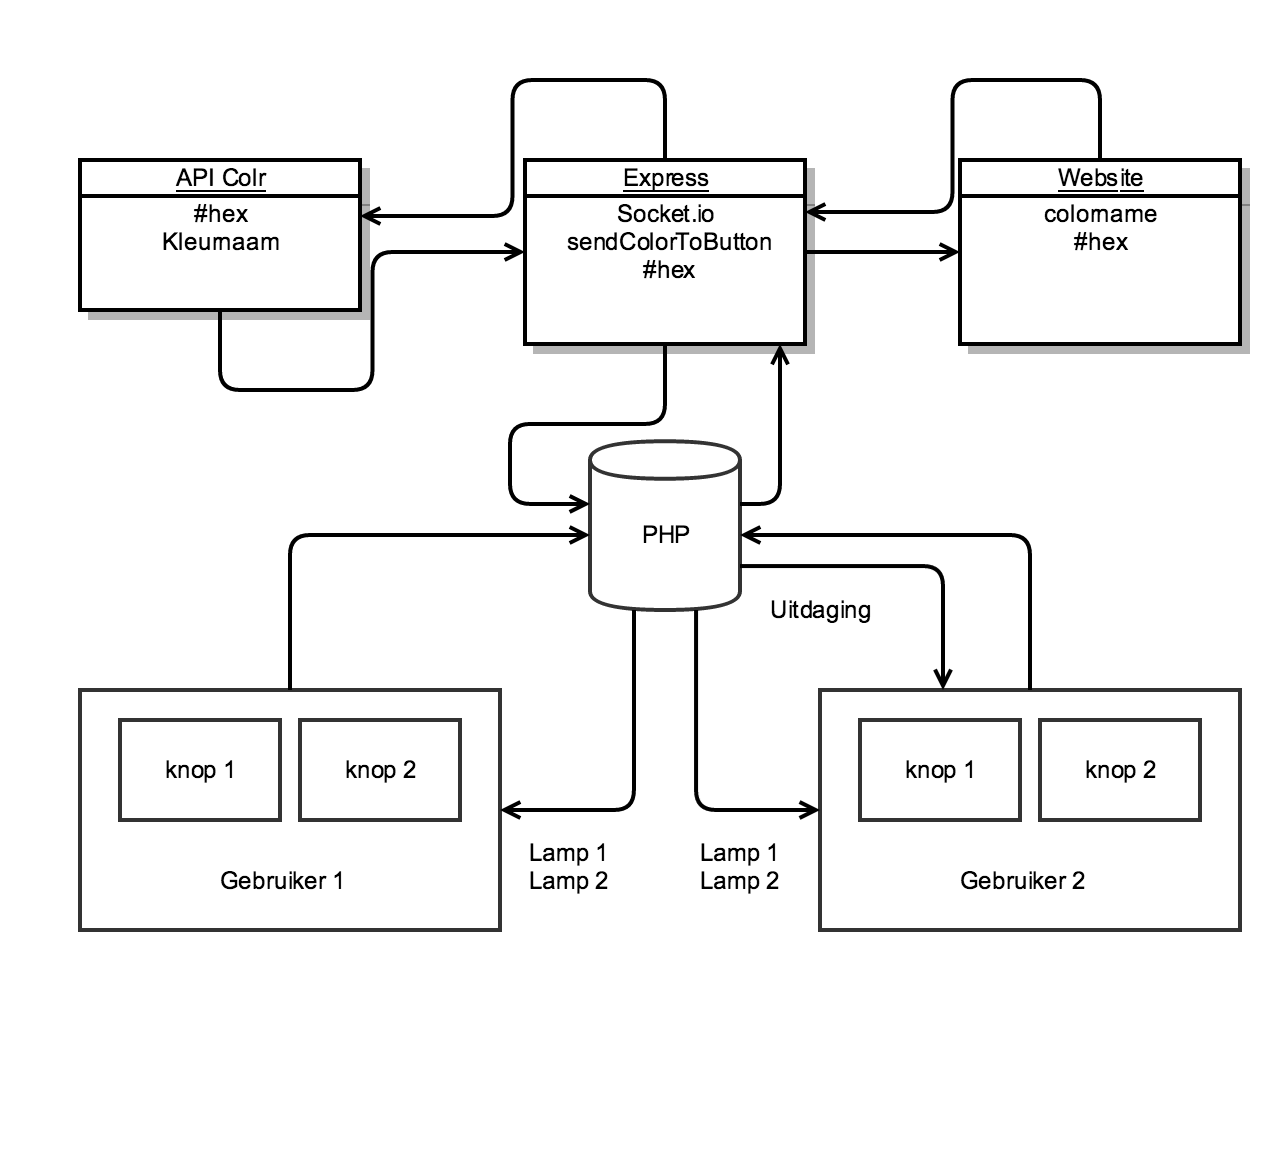 API Colr
#hex
Kleurnaam
Express
Socket.io
sendColorToButton
#hex
Website
colorname
#hex
PHP
Uitdaging
knop 1
knop 2
Gebruiker 1
Lamp 1
Lamp 2
Lamp 1
Lamp 2
knop 1
knop 2
Gebruiker 2